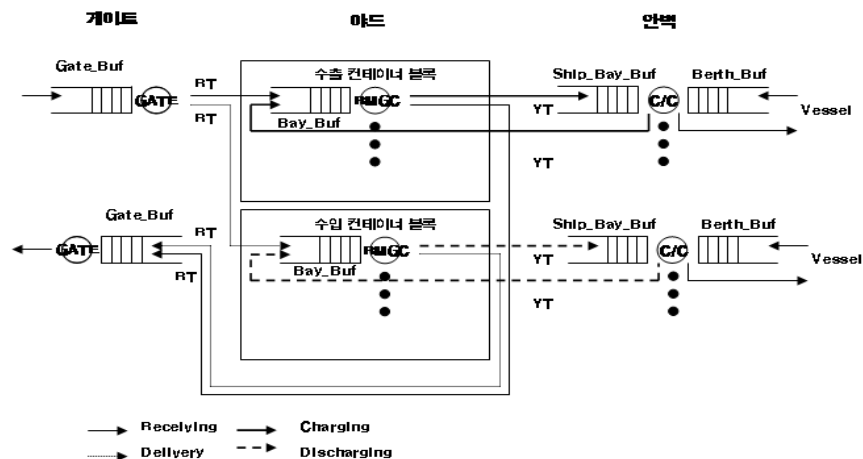 게이트 야드 안벽
수출 컨테이너 블록
Gate_Buf RT Ship_Bay_Buf Berth_Buf
GATE RMGC C/C
RT Bay_Buf YT Vessel
YT
Gate_Buf RT 수입 컨테이너 블록 Ship_Bay_Buf Berth_Buf
GATE RMGC C/C
RT Bay_Buf YT Vessel
YT
Receiving Charging
Delivery Discharging